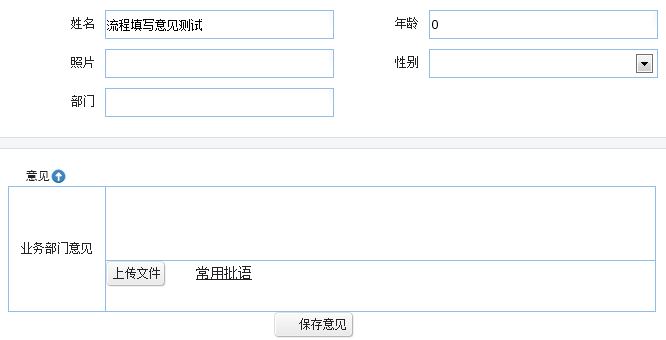 姓名 流程填写意见测试 年龄 0
照片 性别
部门
意见
业务部门意见
上传文件 常用批语
保存意见